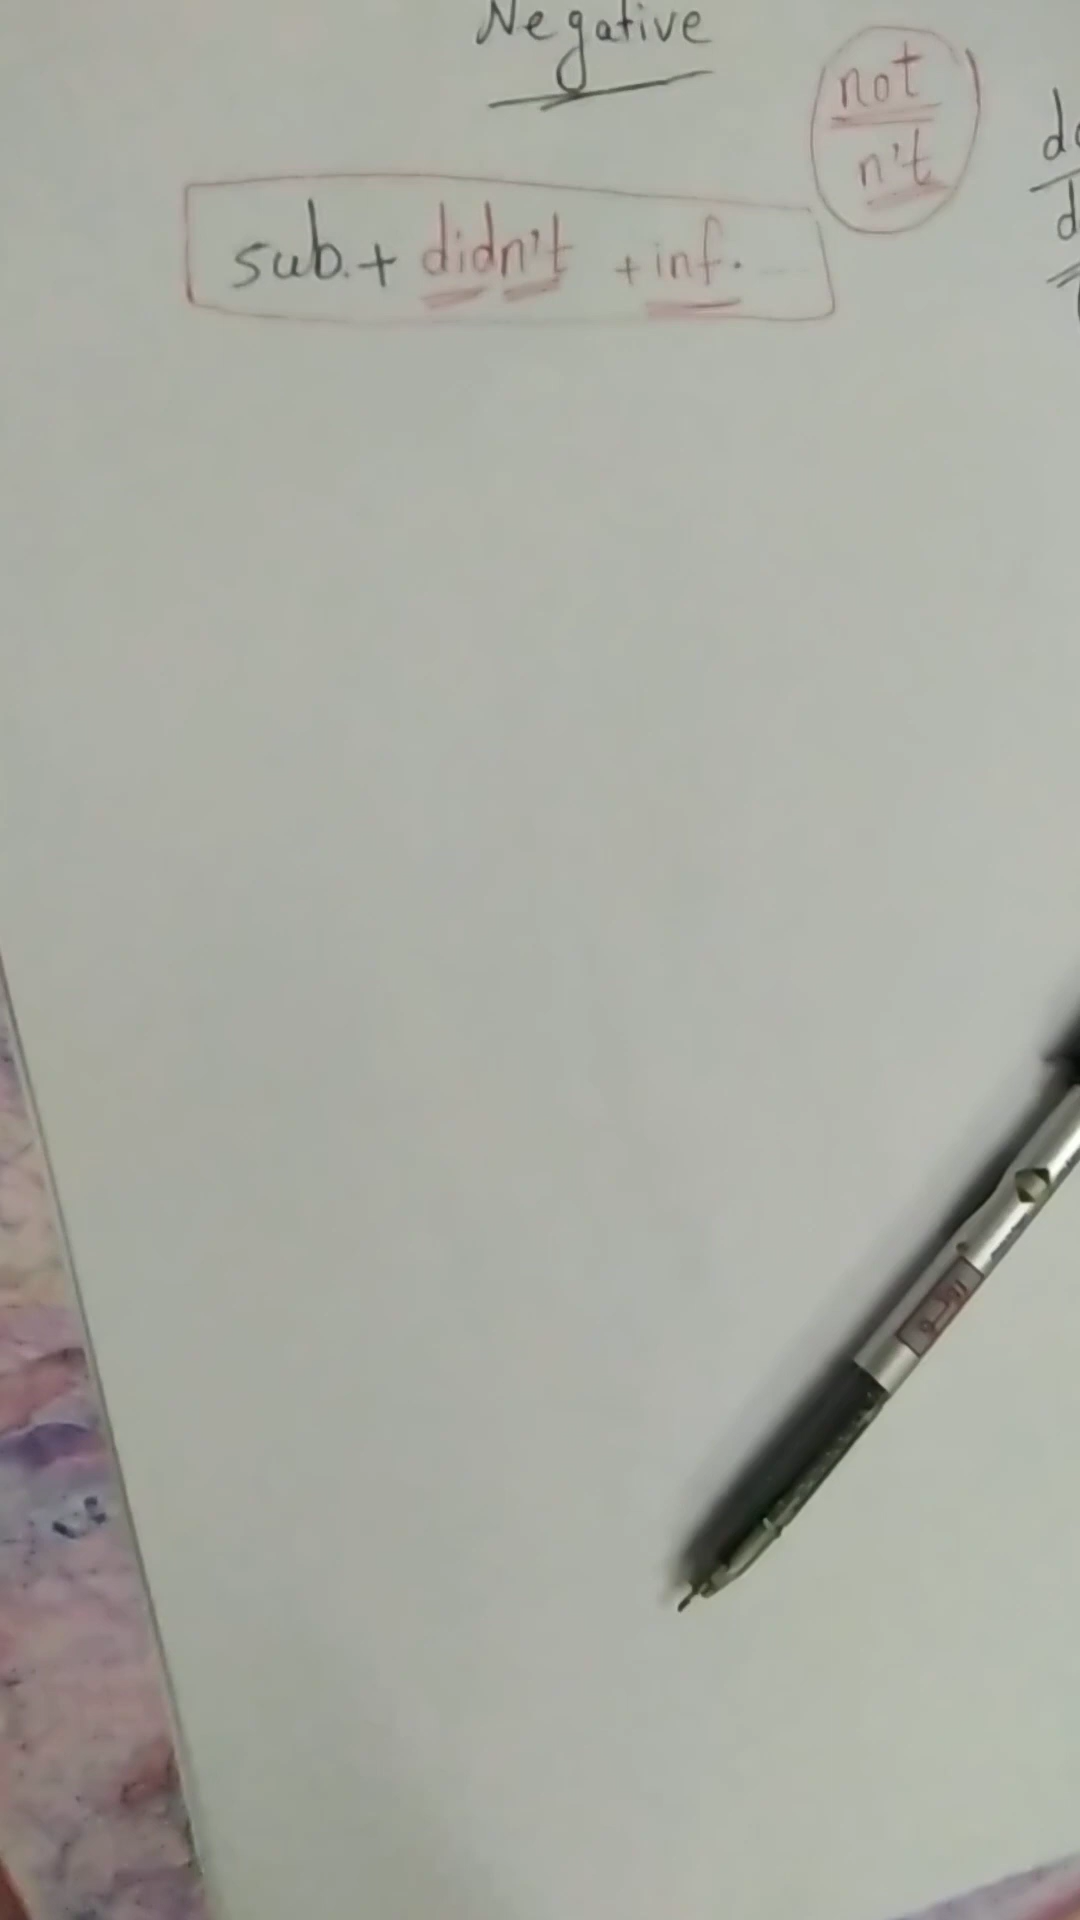 Negative
not
n't
sub. + didn't + inf.